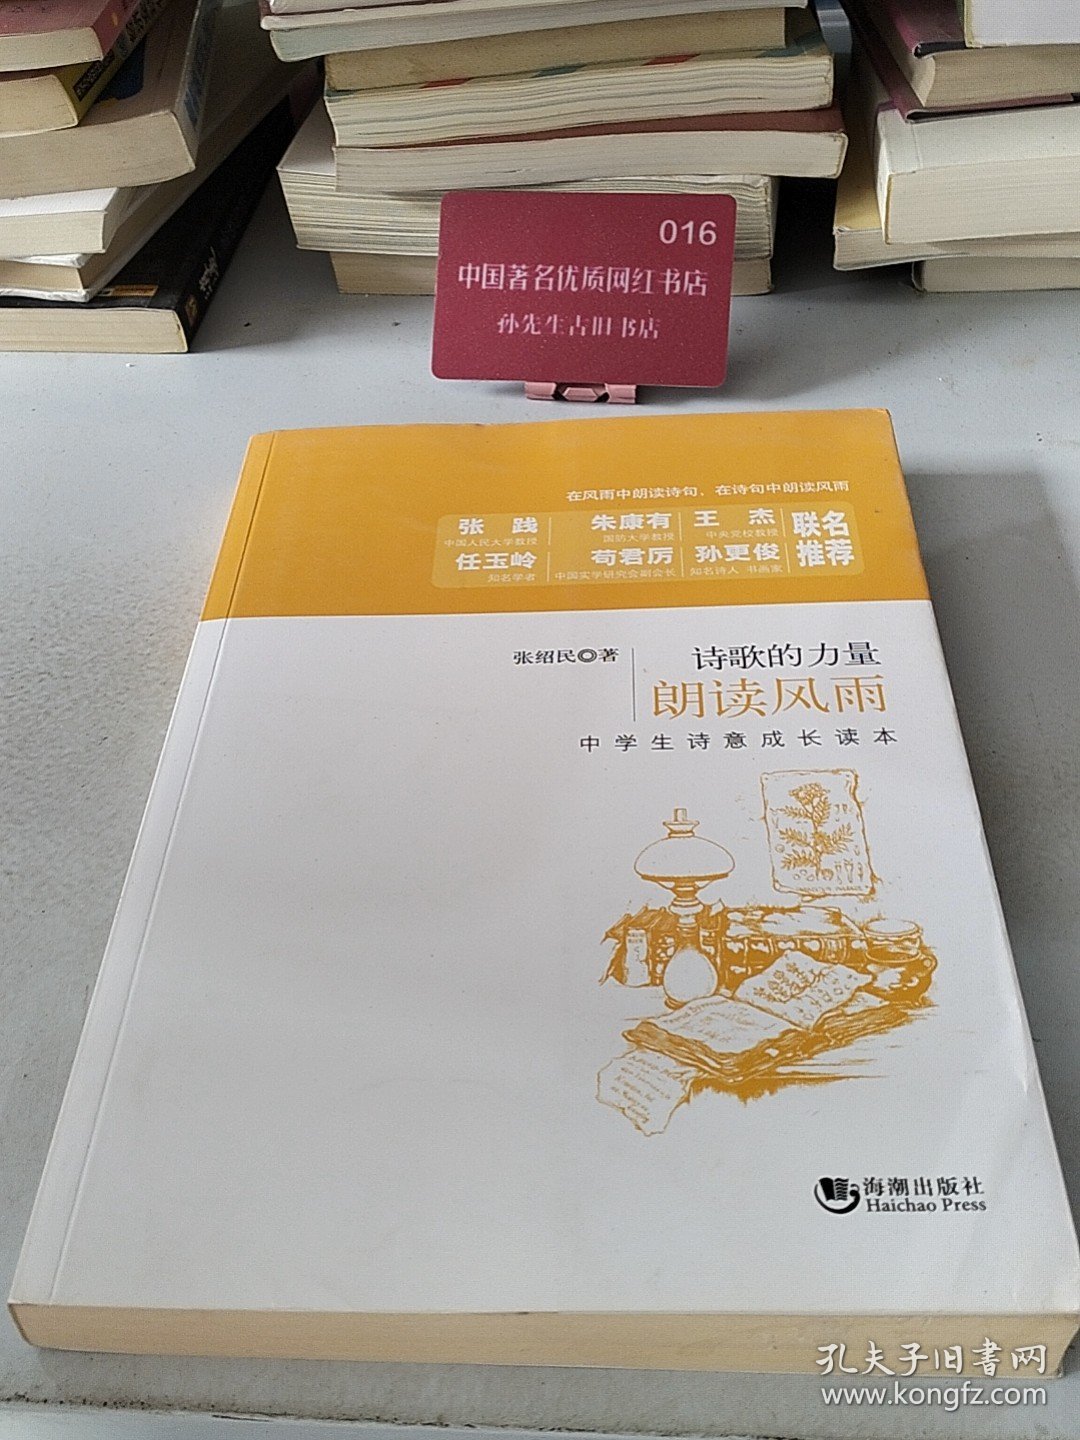 016
中国著名优质网红书店
孙先生古旧书店
在风雨中朗读诗句、在诗句中朗读风雨
张践 朱康有 王杰 联名
中国人民大学教授 国防大学教授 中央党校教授
任玉岭 苟君厉 孙更俊 推荐
知名学者 中国实学研究会副会长 知名诗人 书画家
张绍民◎著
诗歌的力量
朗读风雨
中学生诗意成长读本
海潮出版社
Haichao Press
孔夫子旧書网
www.kongfz.com